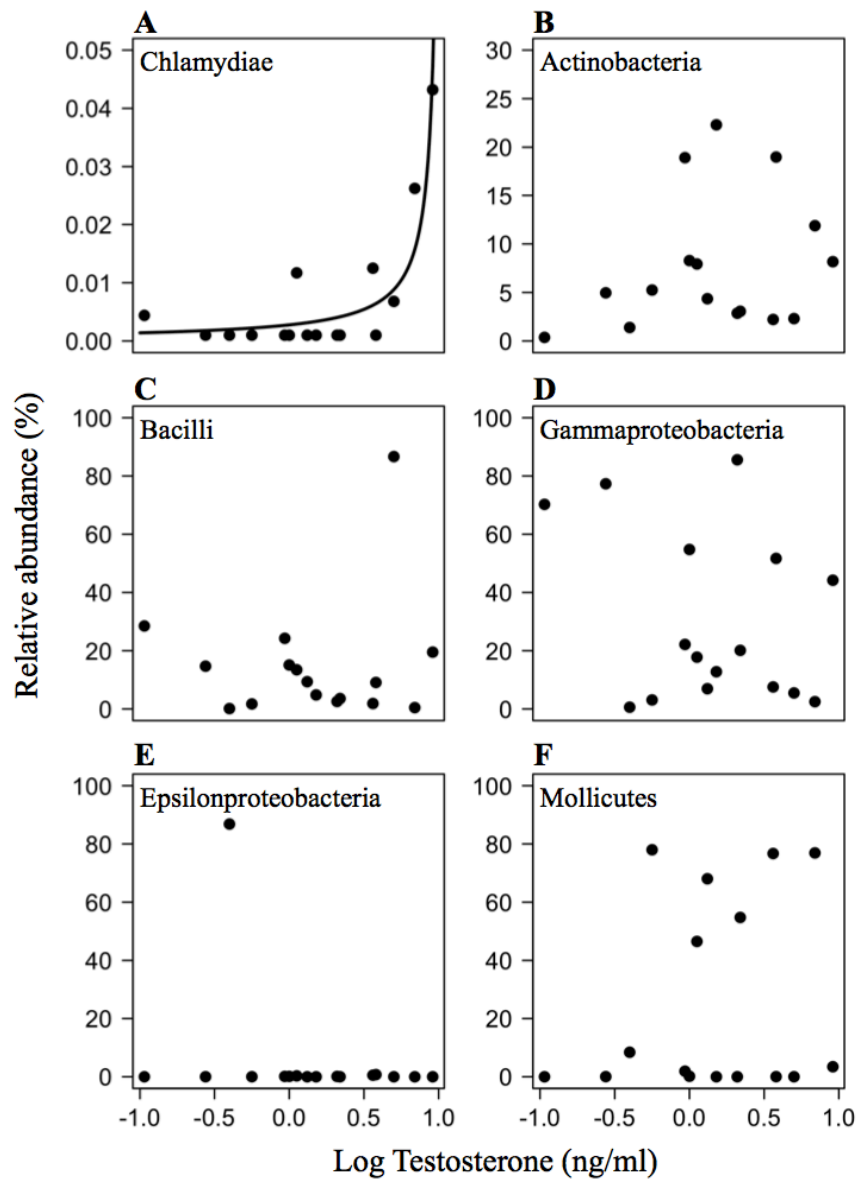 A
Chlamydiae
0.05
0.04
0.03
0.02
0.01
0.00
B
Actinobacteria
30
25
20
15
10
5
0
C
Bacilli
100
80
60
40
20
0
D
Gammaproteobacteria
100
80
60
40
20
0
E
Epsilonproteobacteria
100
80
60
40
20
0
-1.0 -0.5 0.0 0.5 1.0
F
Mollicutes
100
80
60
40
20
0
-1.0 -0.5 0.0 0.5 1.0
Relative abundance (%)
Log Testosterone (ng/ml)